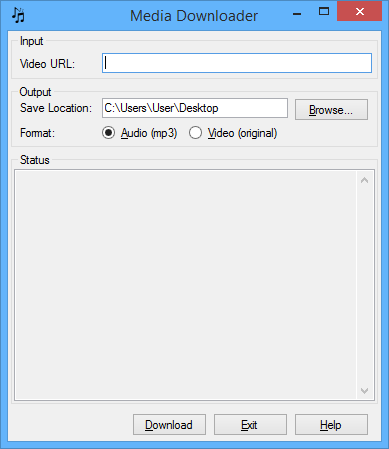 Media Downloader
Input
Video URL:
Output
Save Location: C:\Users\User\Desktop Browse...
Format: Audio (mp3) Video (original)
Status
Download Exit Help